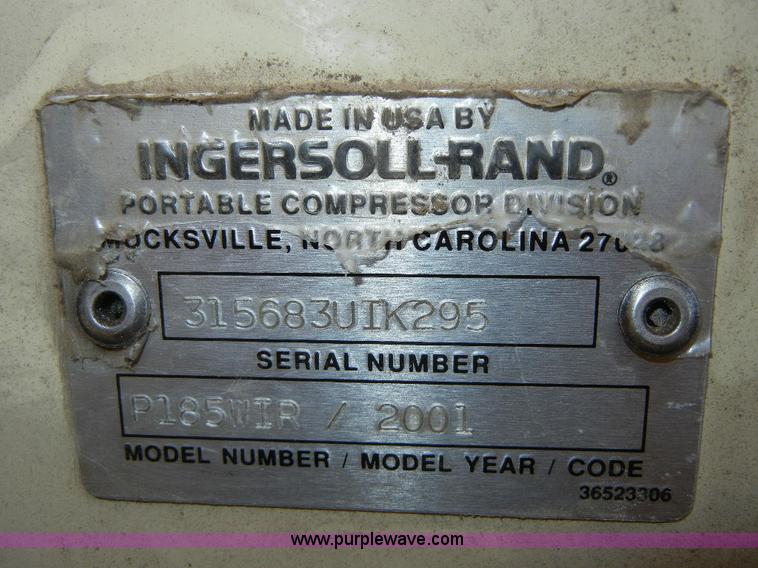 MADE IN USA BY
INGERSOLL-RAND®
PORTABLE COMPRESSOR DIVISION
MOCKSVILLE, NORTH CAROLINA 27028
315683UIK295
SERIAL NUMBER
P185WIR / 2001
MODEL NUMBER / MODEL YEAR / CODE
36523306
www.purplewave.com